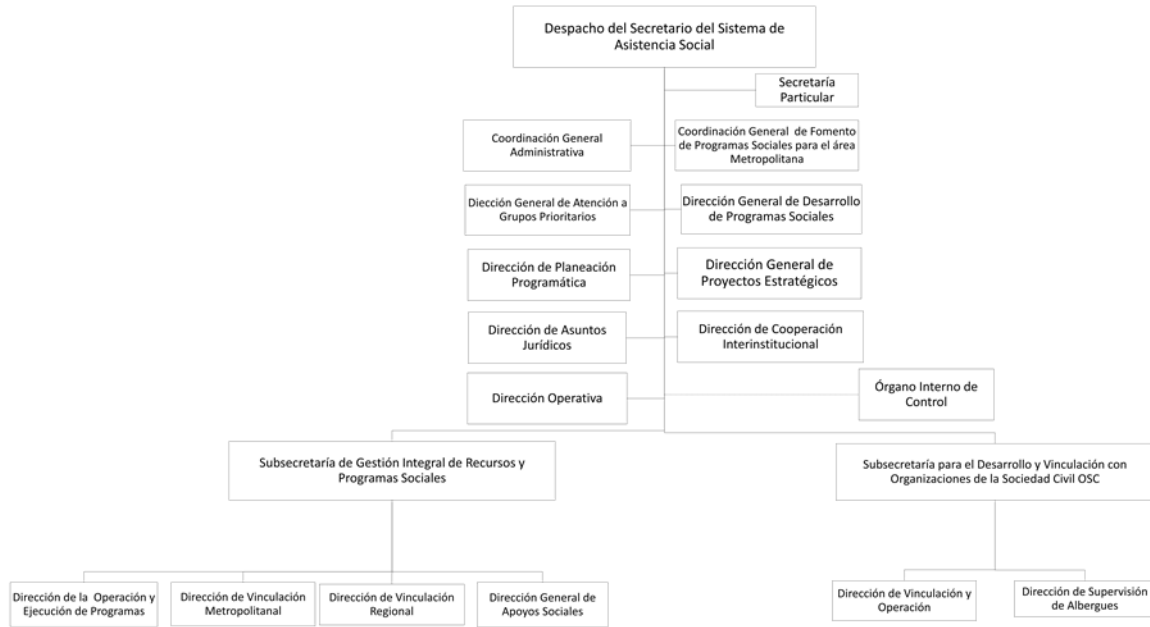 Despacho del Secretario del Sistema de
Asistencia Social
Secretaría
Particular
Coordinación General
Administrativa
Coordinación General de Fomento
de Programas Sociales para el área
Metropolitana
Diección General de Atención a
Grupos Prioritarios
Dirección General de Desarrollo
de Programas Sociales
Dirección de Planeación
Programática
Dirección General de
Proyectos Estratégicos
Dirección de Asuntos
Jurídicos
Dirección de Cooperación
Interinstitucional
Dirección Operativa
Órgano Interno de
Control
Subsecretaría de Gestión Integral de Recursos y
Programas Sociales
Subsecretaría para el Desarrollo y Vinculación con
Organizaciones de la Sociedad Civil OSC
Dirección de la Operación y
Ejecución de Programas
Dirección de Vinculación
Metropolitanal
Dirección de Vinculación
Regional
Dirección General de
Apoyos Sociales
Dirección de Vinculación y
Operación
Dirección de Supervisión
de Albergues